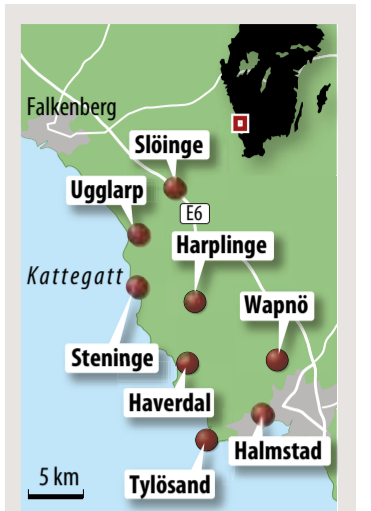 Falkenberg
Slöinge
Ugglarp
E6
Harplinge
Kattegatt
Wapnö
Steninge
Haverdal
Halmstad
5 km
Tylösand